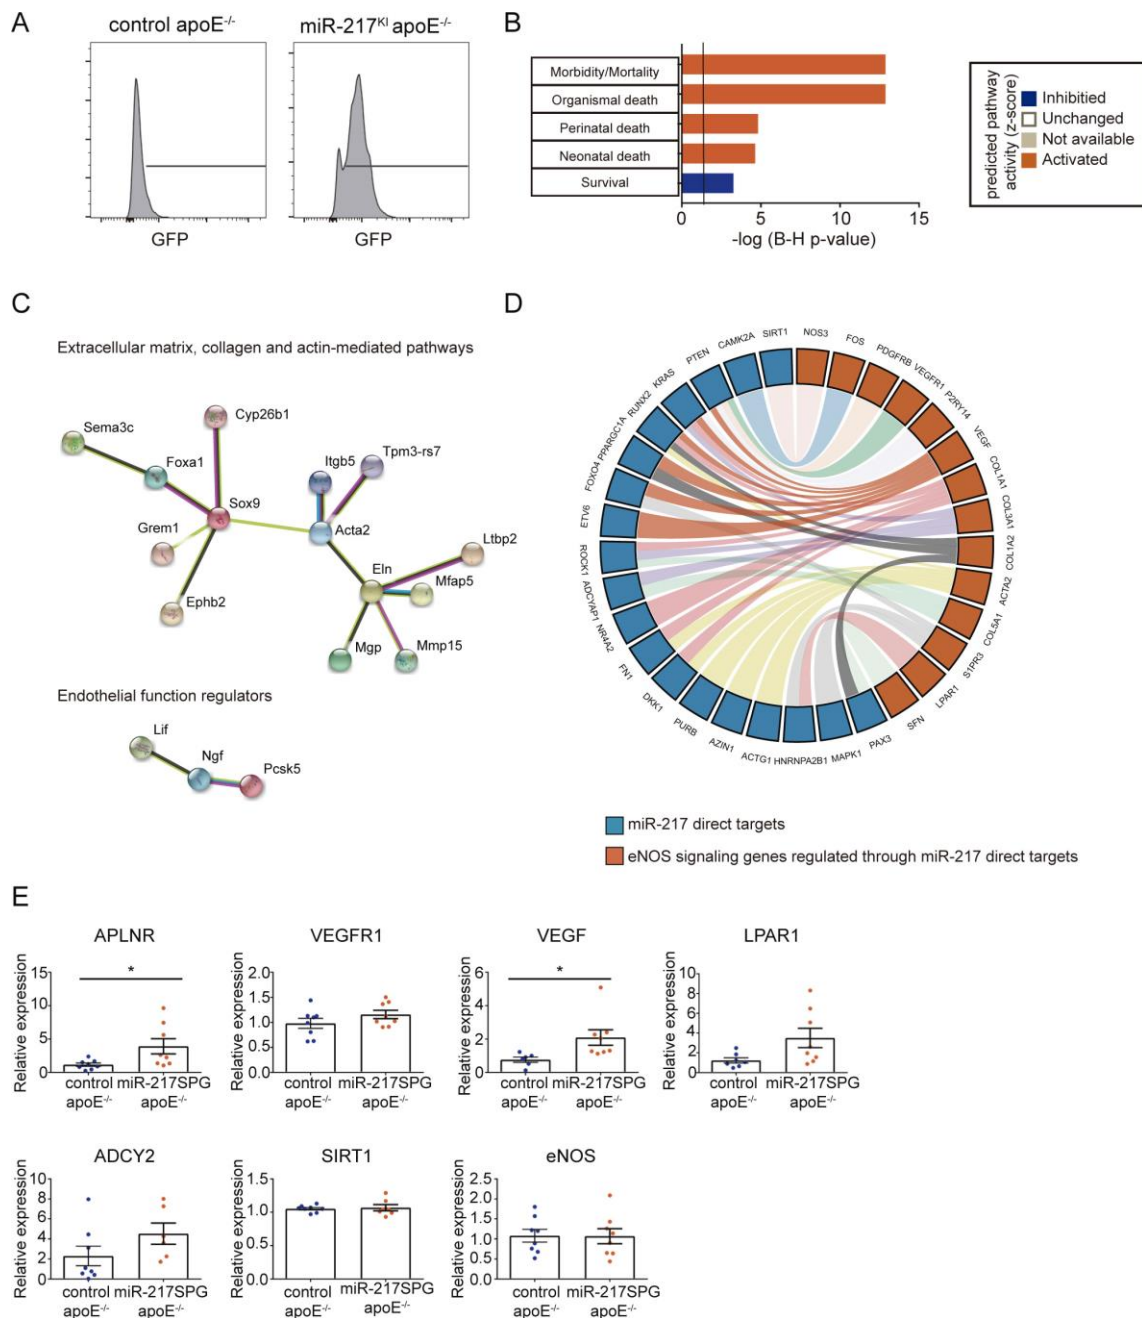 A
control apoE-/-
miR-217KI apoE-/-
GFP
GFP
B
Morbidity/Mortality
Organismal death
Perinatal death
Neonatal death
Survival
0 5 10 15
-log (B-H p-value)
predicted pathway
activity (z-score)
Inhibitied
Unchanged
Not available
Activated
C
Extracellular matrix, collagen and actin-mediated pathways
Cyp26b1
Sema3c
Foxa1
Itgb5
Tpm3-rs7
Sox9
Grem1
Acta2
Ltbp2
Eln
Mfap5
Ephb2
Mgp
Mmp15
Endothelial function regulators
Lif
Ngf
Pcsk5
D
NOS3
FOS
PDGFRB
VEGFR1
P2RY14
VEGF
COL1A1
COL3A1
COL1A2
ACTA2
COL5A1
S1PR3
LPAR1
SFN
PAX3
MAPK1
HNRNPA2B1
ACTG1
AZIN1
PURB
DKK1
FN1
NR4A2
ADCYAP1
ROCK1
ETV6
FOXO4
PPARGC1A
RUNX2
KRAS
PTEN
CAMK2A
SIRT1
miR-217 direct targets
eNOS signaling genes regulated through miR-217 direct targets
E
APLNR
*
Relative expression
15
10
5
0
control miR-217SPG
apoE-/- apoE-/-
VEGFR1
Relative expression
2.0
1.5
1.0
0.5
0.0
control miR-217SPG
apoE-/- apoE-/-
VEGF
*
Relative expression
6
4
2
0
control miR-217SPG
apoE-/- apoE-/-
LPAR1
Relative expression
10
8
6
4
2
0
control miR-217SPG
apoE-/- apoE-/-
ADCY2
Relative expression
10
8
6
4
2
0
control miR-217SPG
apoE-/- apoE-/-
SIRT1
Relative expression
1.5
1.0
0.5
0.0
control miR-217SPG
apoE-/- apoE-/-
eNOS
Relative expression
2.5
2.0
1.5
1.0
0.5
0.0
control miR-217SPG
apoE-/- apoE-/-